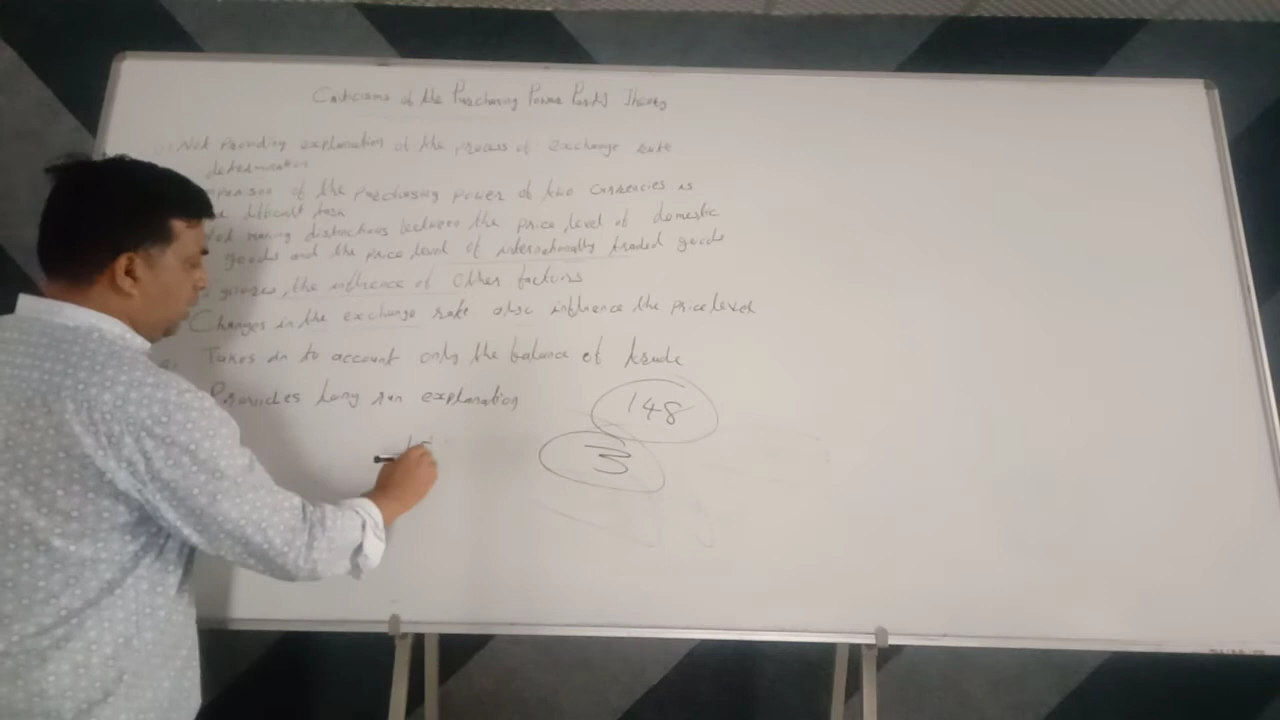 Criticisms of the Purchasing Power Parity Theory
Not Providing explanation of the process of exchange rate
determination
mparison of the purchasing power of two currencies is
difficult task
Not making distinctions between the price level of domestic
goods and the price level of internationally traded goods
gnores the influence of Other factors
Changes in the exchange rate also influence the price level
Takes in to account only the balance of trade
Provides long run explanation
148
3